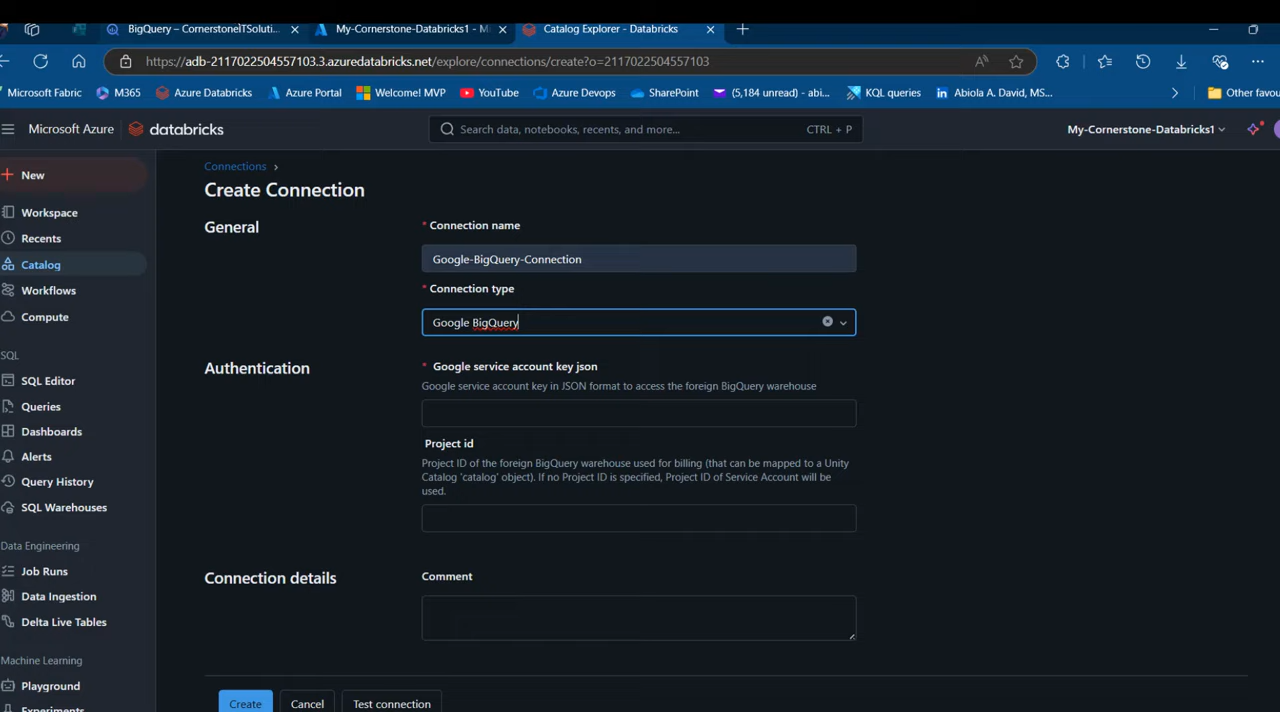 BigQuery – CornerstoneITSoluti...
My-Cornerstone-Databricks1 - M
Catalog Explorer - Databricks
https://adb-2117022504557103.3.azuredatabricks.net/explore/connections/create?o=2117022504557103
Microsoft Fabric
M365
Azure Databricks
Azure Portal
Welcome! MVP
YouTube
Azure Devops
SharePoint
(5,184 unread) - abi...
KQL queries
Abiola A. David, MS...
Other favou
Microsoft Azure
databricks
Search data, notebooks, recents, and more...
CTRL + P
My-Cornerstone-Databricks1
New
Workspace
Recents
Catalog
Workflows
Compute
SQL
SQL Editor
Queries
Dashboards
Alerts
Query History
SQL Warehouses
Data Engineering
Job Runs
Data Ingestion
Delta Live Tables
Machine Learning
Playground
Experiments
Connections ›
Create Connection
General
* Connection name
Google-BigQuery-Connection
* Connection type
Google BigQuery
Authentication
* Google service account key json
Google service account key in JSON format to access the foreign BigQuery warehouse
Project id
Project ID of the foreign BigQuery warehouse used for billing (that can be mapped to a Unity
Catalog 'catalog' object). If no Project ID is specified, Project ID of Service Account will be
used.
Connection details
Comment
Create
Cancel
Test connection